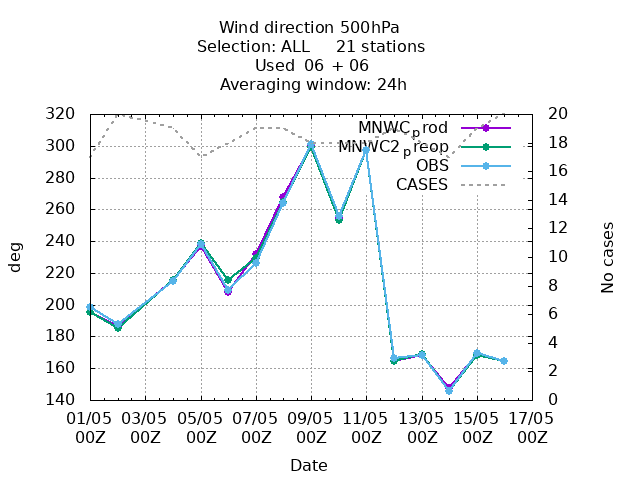 Wind direction 500hPa
Selection: ALL     21 stations
Used  06 + 06
Averaging window: 24h
MNWCprod
MNWC2preop
OBS
CASES
320
300
280
260
240
220
200
180
160
140
20
18
16
14
12
10
8
6
4
2
0
deg
No cases
01/05 03/05 05/05 07/05 09/05 11/05 13/05 15/05 17/05
00Z 00Z 00Z 00Z 00Z 00Z 00Z 00Z 00Z
Date